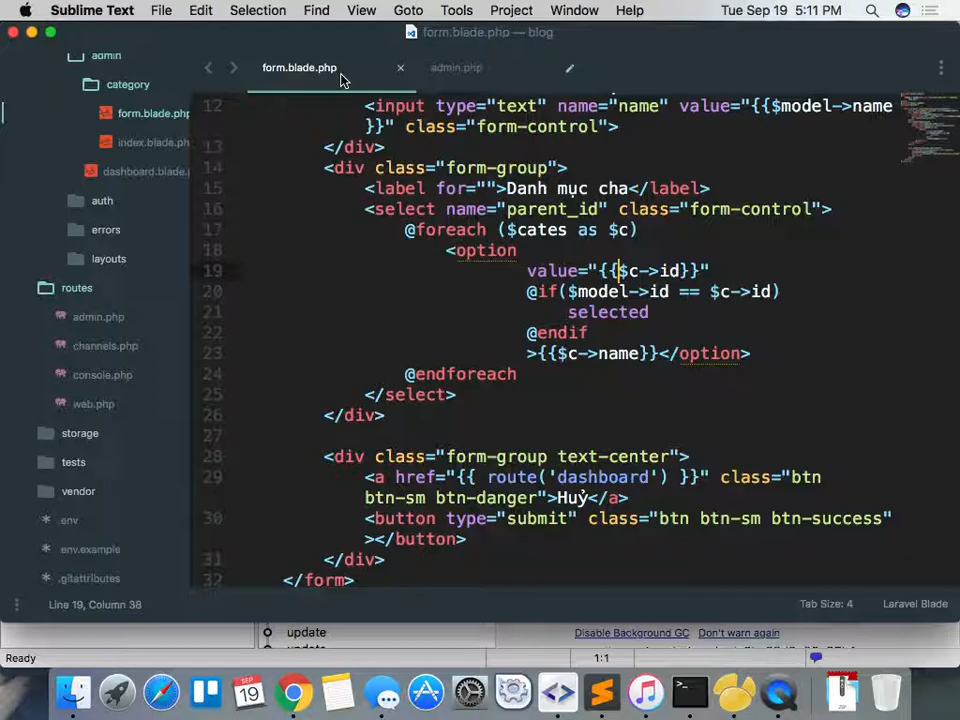 Sublime Text File Edit Selection Find View Goto Tools Project Window Help Tue Sep 19 5:11 PM
form.blade.php — blog
admin
category
form.blade.php
index.blade.ph
dashboard.blade.
auth
errors
layouts
routes
admin.php
channels.php
console.php
web.php
storage
tests
vendor
env
env.example
.gitattributes
form.blade.php × admin.php
12 <input type="text" name="name" value="{{$model->name
}}" class="form-control">
13 </div>
14 <div class="form-group">
15 <label for="">Danh mục cha</label>
16 <select name="parent_id" class="form-control">
17 @foreach ($cates as $c)
18 <option
19 value="{{$c->id}}"
20 @if($model->id == $c->id)
21 selected
22 @endif
23 >{{$c->name}}</option>
24 @endforeach
25 </select>
26 </div>
27
28 <div class="form-group text-center">
29 <a href="{{ route('dashboard') }}" class="btn
btn-sm btn-danger">Huỷ</a>
30 <button type="submit" class="btn btn-sm btn-success"
></button>
31 </div>
32 </form>
Line 19, Column 38 Tab Size: 4 Laravel Blade
update Disable Background GC Don't warn again
Ready 1:1
19
ZIP